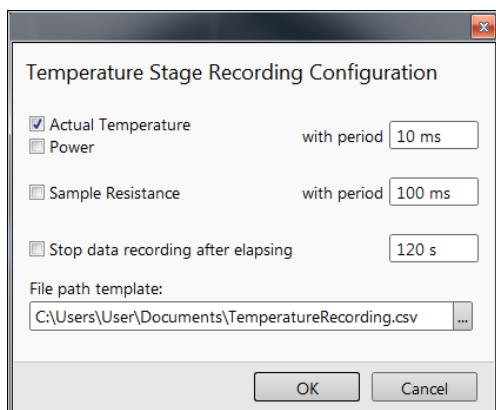 Temperature Stage Recording Configuration
Actual Temperature
Power
with period 10 ms
Sample Resistance with period 100 ms
Stop data recording after elapsing 120 s
File path template:
C:\Users\User\Documents\TemperatureRecording.csv ...
OK Cancel